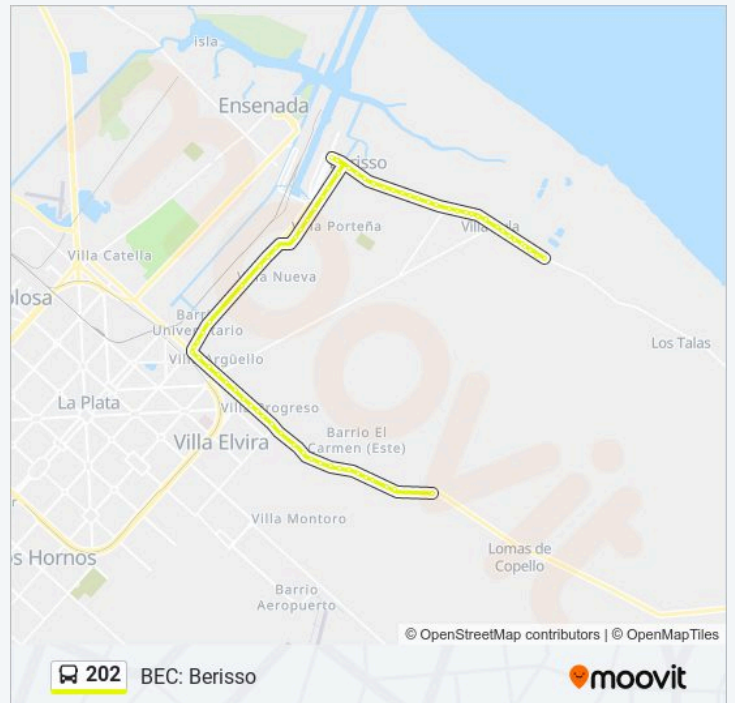 isla
Ensenada
Berisso
Villa Porteña
Villa Catella
Villa Nueva
Barrio
Universitario
Villa Argüello
Los Talas
La Plata
Villa Progreso
Villa Elvira
Barrio El
Carmen (Este)
Villa Montoro
Lomas de
Copello
os Hornos
Barrio
Aeropuerto
© OpenStreetMap contributors | © OpenMapTiles
202 BEC: Berisso
moovit